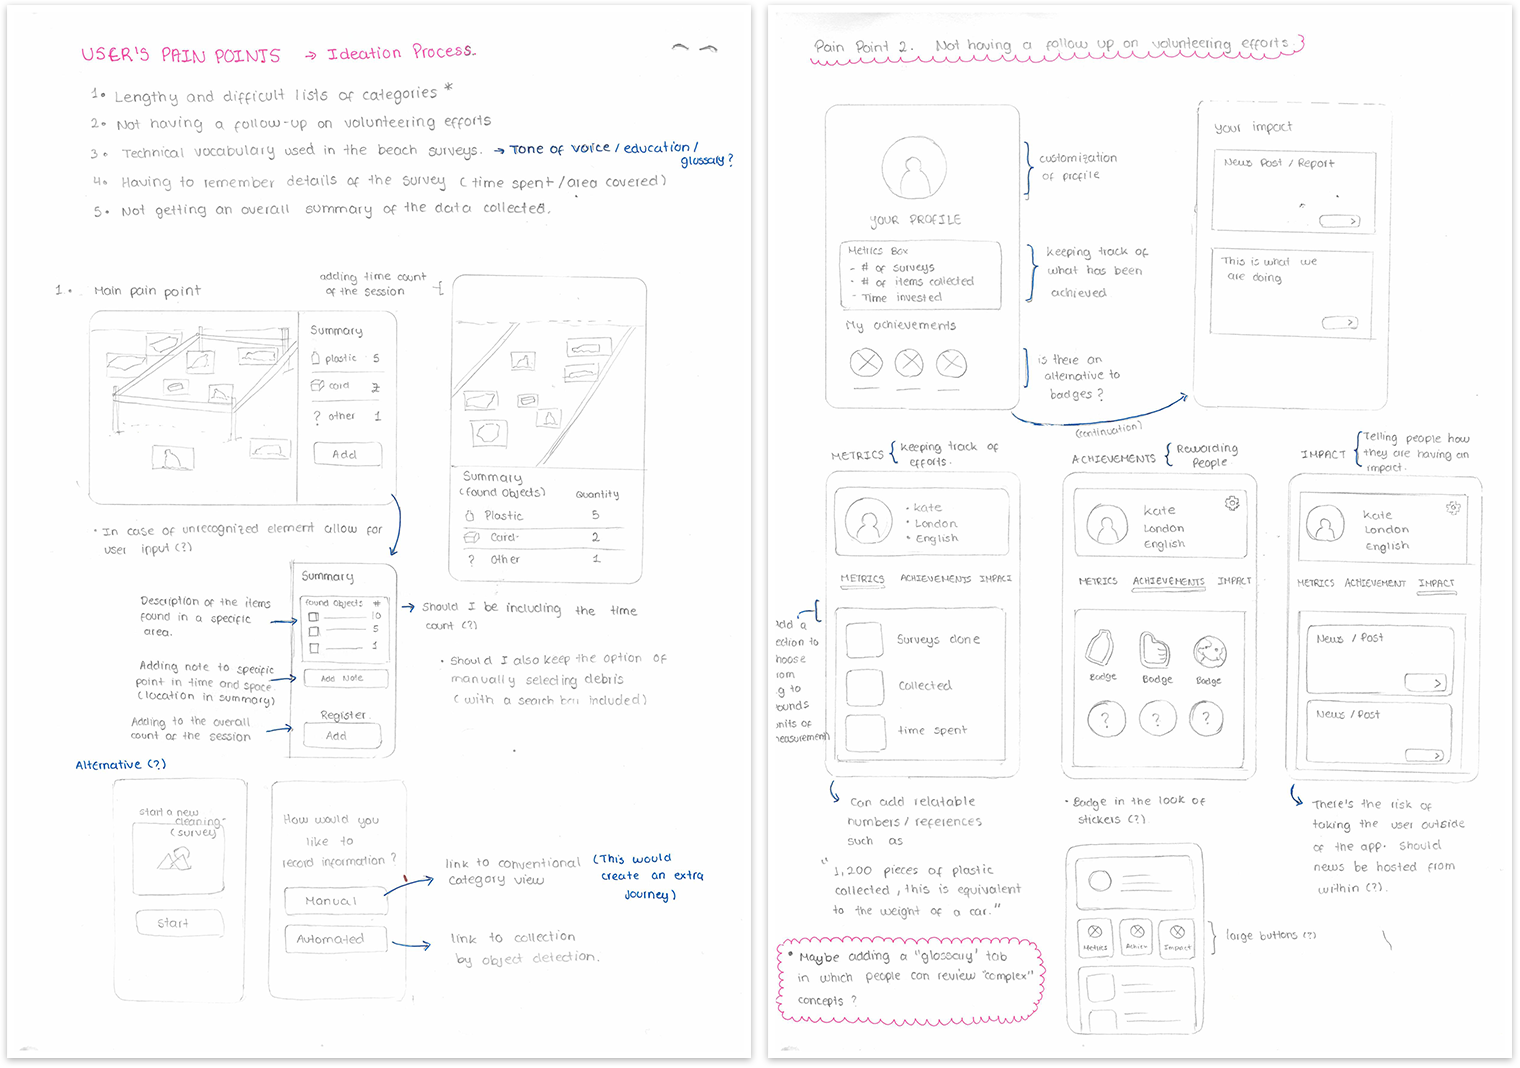 USER'S PAIN POINTS → Ideation Process.
1. Lengthy and difficult lists of categories *
2. Not having a follow-up on volunteering efforts
3. Technical vocabulary used in the beach surveys. → Tone of voice / education /
glossary?
4. Having to remember details of the survey (time spent / area covered)
5. Not getting an overall summary of the data collected.
1. Main pain point
adding time count
of the session
Summary
plastic 5
card 2
? other 1
Add
Summary
(found objects) Quantity
Plastic 5
Card 2
? Other 1
• In case of unrecognized element allow for
user input (?)
Summary
Found Objects #
10
5
1
Add Note
Register
Add
Description of the items
found in a specific
area.
Adding note to specific
point in time and space
(location in summary)
Adding to the overall
count of the session
→ Should I be including the time
count (?)
• Should I also keep the option of
manually selecting debris
(with a search bar included)
Alternative (?)
start a new
cleaning
(survey)
Start
How would you
like to
record information?
Manual
Automated
link to conventional
category view
(This would
create an extra
journey)
link to collection
by object detection.
Pain Point 2. Not having a follow up on volunteering efforts
YOUR PROFILE
Metrics Box
- # of surveys
- # of items collected
- Time invested
My achievements
customization
of profile
keeping track of
what has been
achieved
is there an
alternative to
badges?
(continuation)
your impact
News Post / Report
This is what we
are doing
METRICS { keeping track of
efforts.
• Kate
• London
• English
METRICS ACHIEVEMENTS IMPACT
Surveys done
Collected
time spent
dd a
ection to
hoose
rom
g to
ounds
nits of
easurement)
ACHIEVEMENTS { Rewarding
People
Kate
London
English
METRICS ACHIEVEMENTS IMPACT
Badge Badge Badge
? ? ?
IMPACT { Telling people how
they are having an
impact.
Kate
London
English
METRICS ACHIEVEMENT IMPACT
News / Post
News / Post
Can add relatable
numbers / references
such as
"1,200 pieces of plastic
collected, this is equivalent
to the weight of a car."
• Badge in the look of
stickers (?)
There's the risk of
taking the user outside
of the app. Should
news be hosted from
within (?).
Metrics Achiev Impact
large buttons (?)
* Maybe adding a "glossary" tab
in which people can review "complex"
concepts?